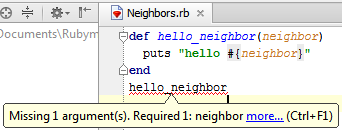 Neighbors.rb
Documents\Rubym
def hello_neighbor(neighbor)
puts "hello #{neighbor}"
end
hello_neighbor
Missing 1 argument(s). Required 1: neighbor more... (Ctrl+F1)